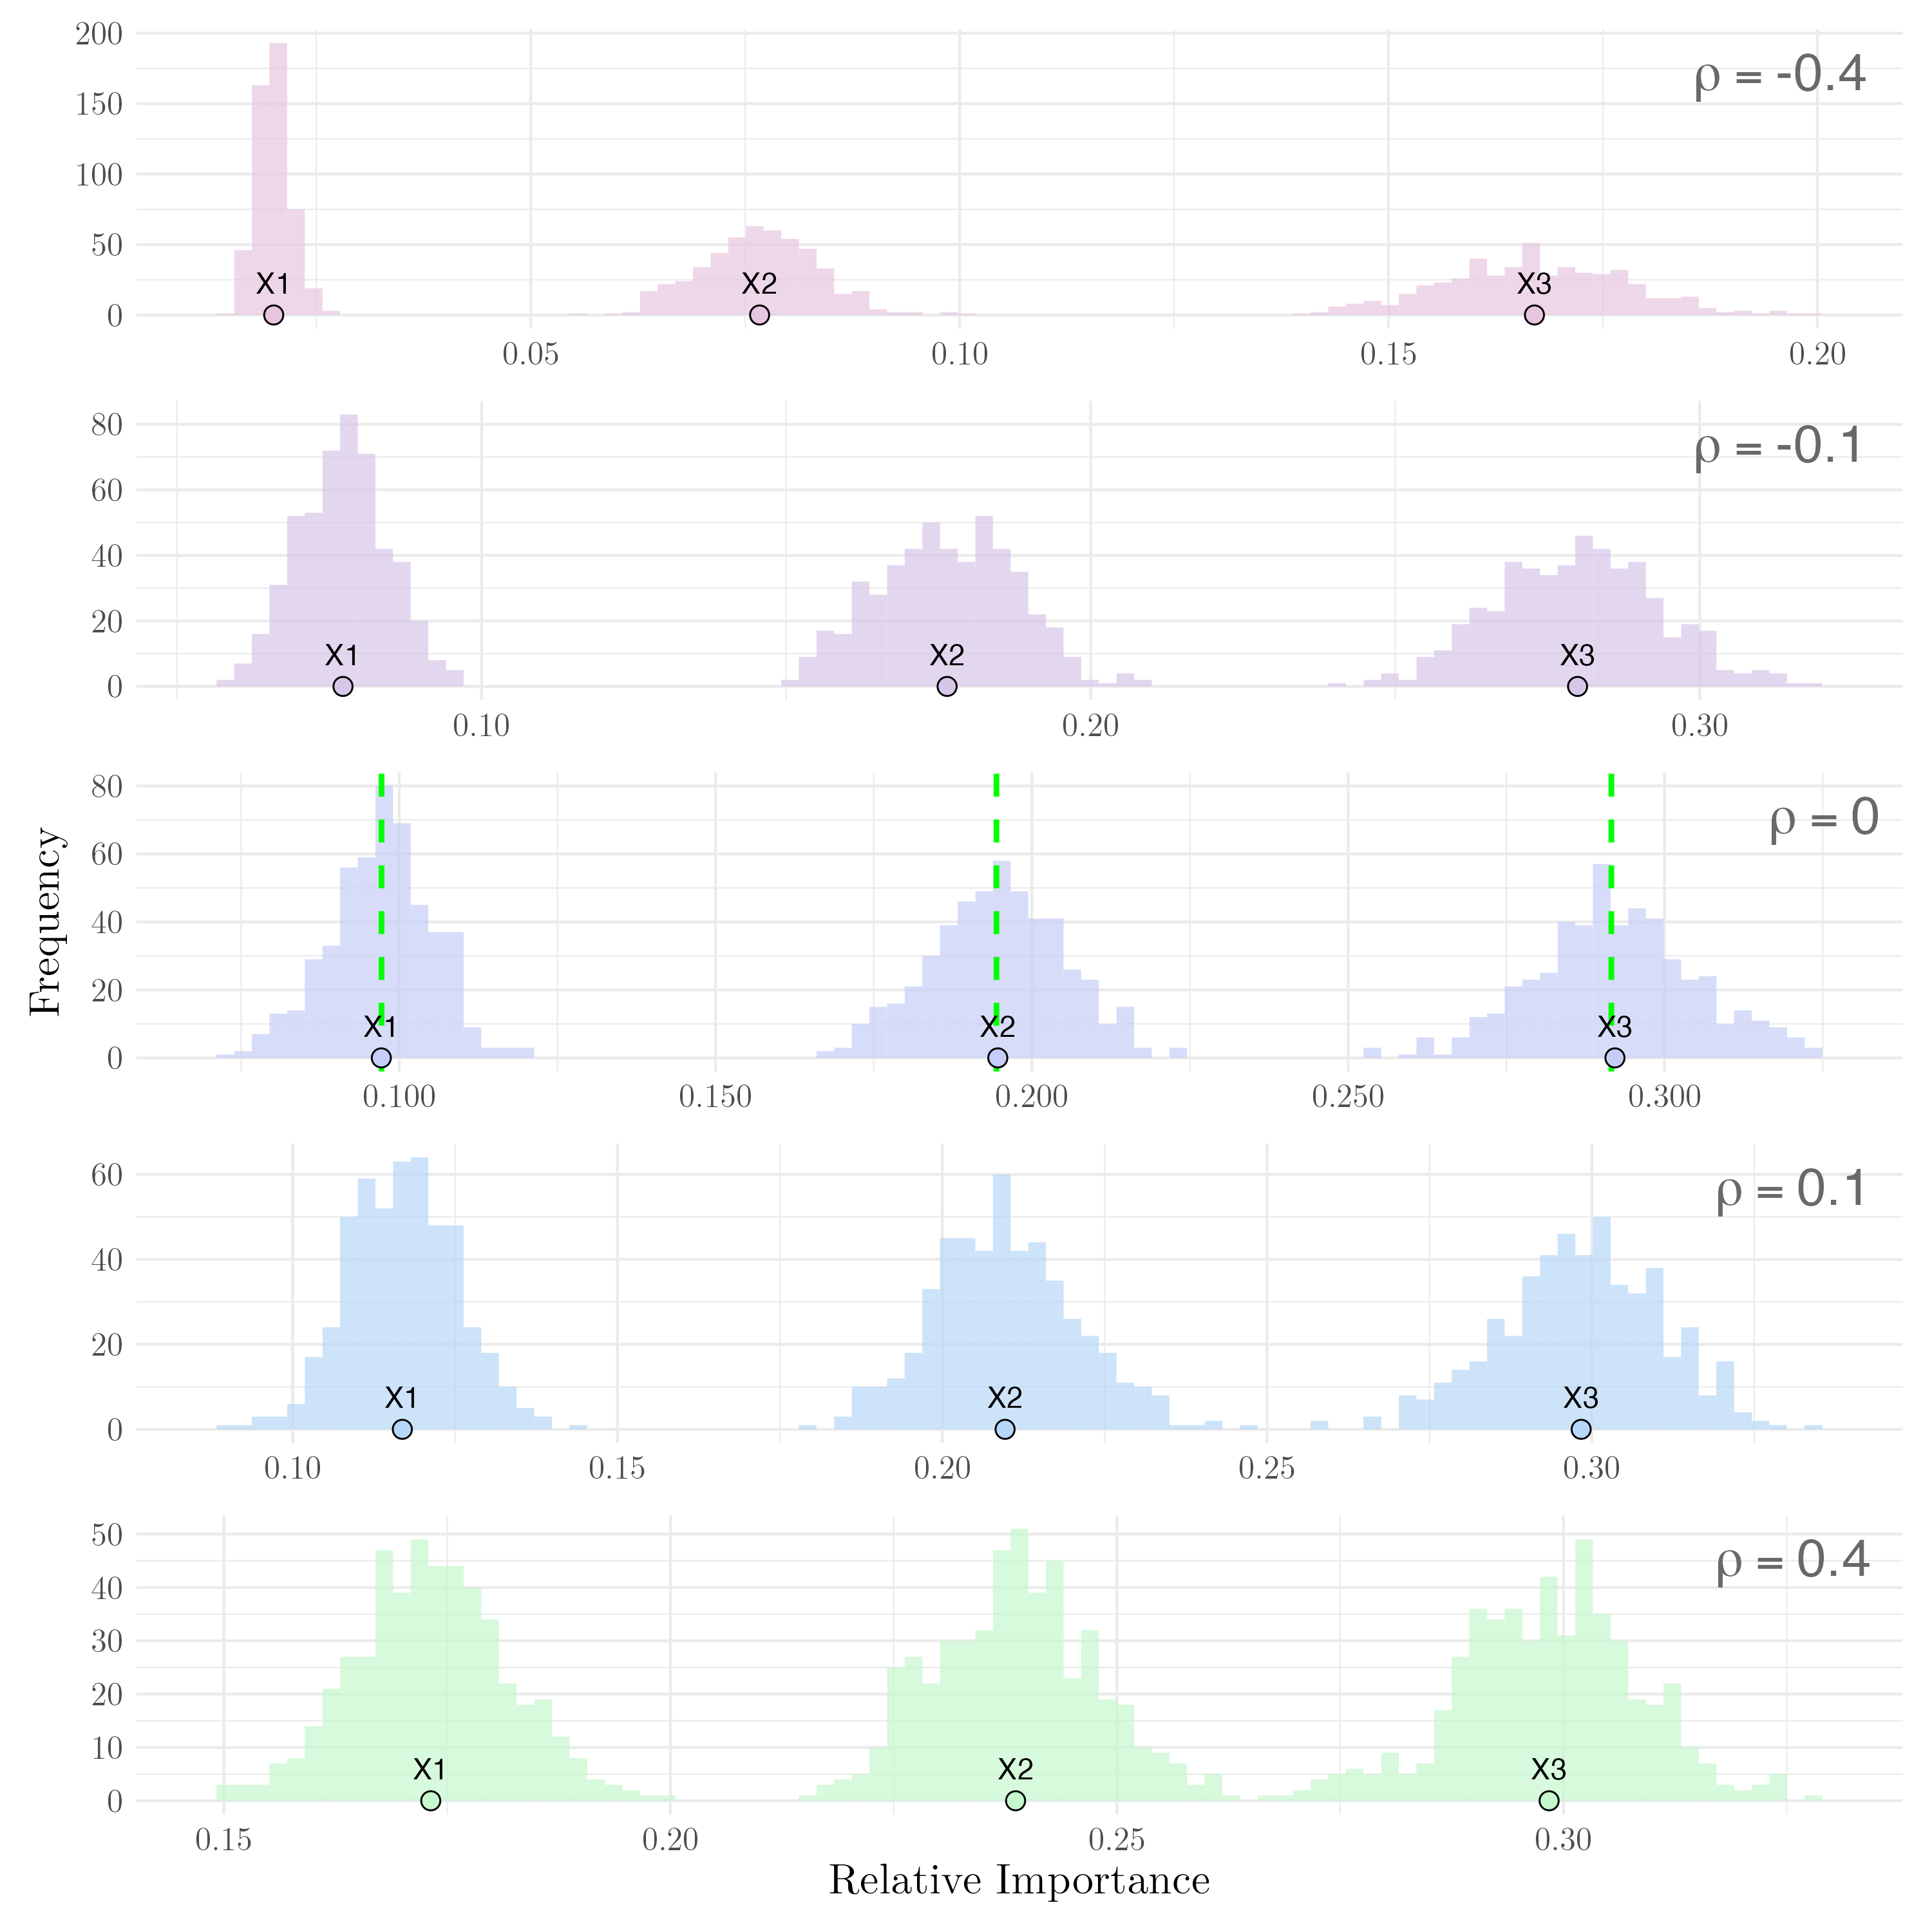 200
150
100
50
0
ρ = -0.4
X1 X2 X3
0.05 0.10 0.15 0.20
80
60
40
20
0
ρ = -0.1
X1 X2 X3
0.10 0.20 0.30
Frequency
80
60
40
20
0
ρ = 0
X1 X2 X3
0.100 0.150 0.200 0.250 0.300
60
40
20
0
ρ = 0.1
X1 X2 X3
0.10 0.15 0.20 0.25 0.30
50
40
30
20
10
0
ρ = 0.4
X1 X2 X3
0.15 0.20 0.25 0.30
Relative Importance